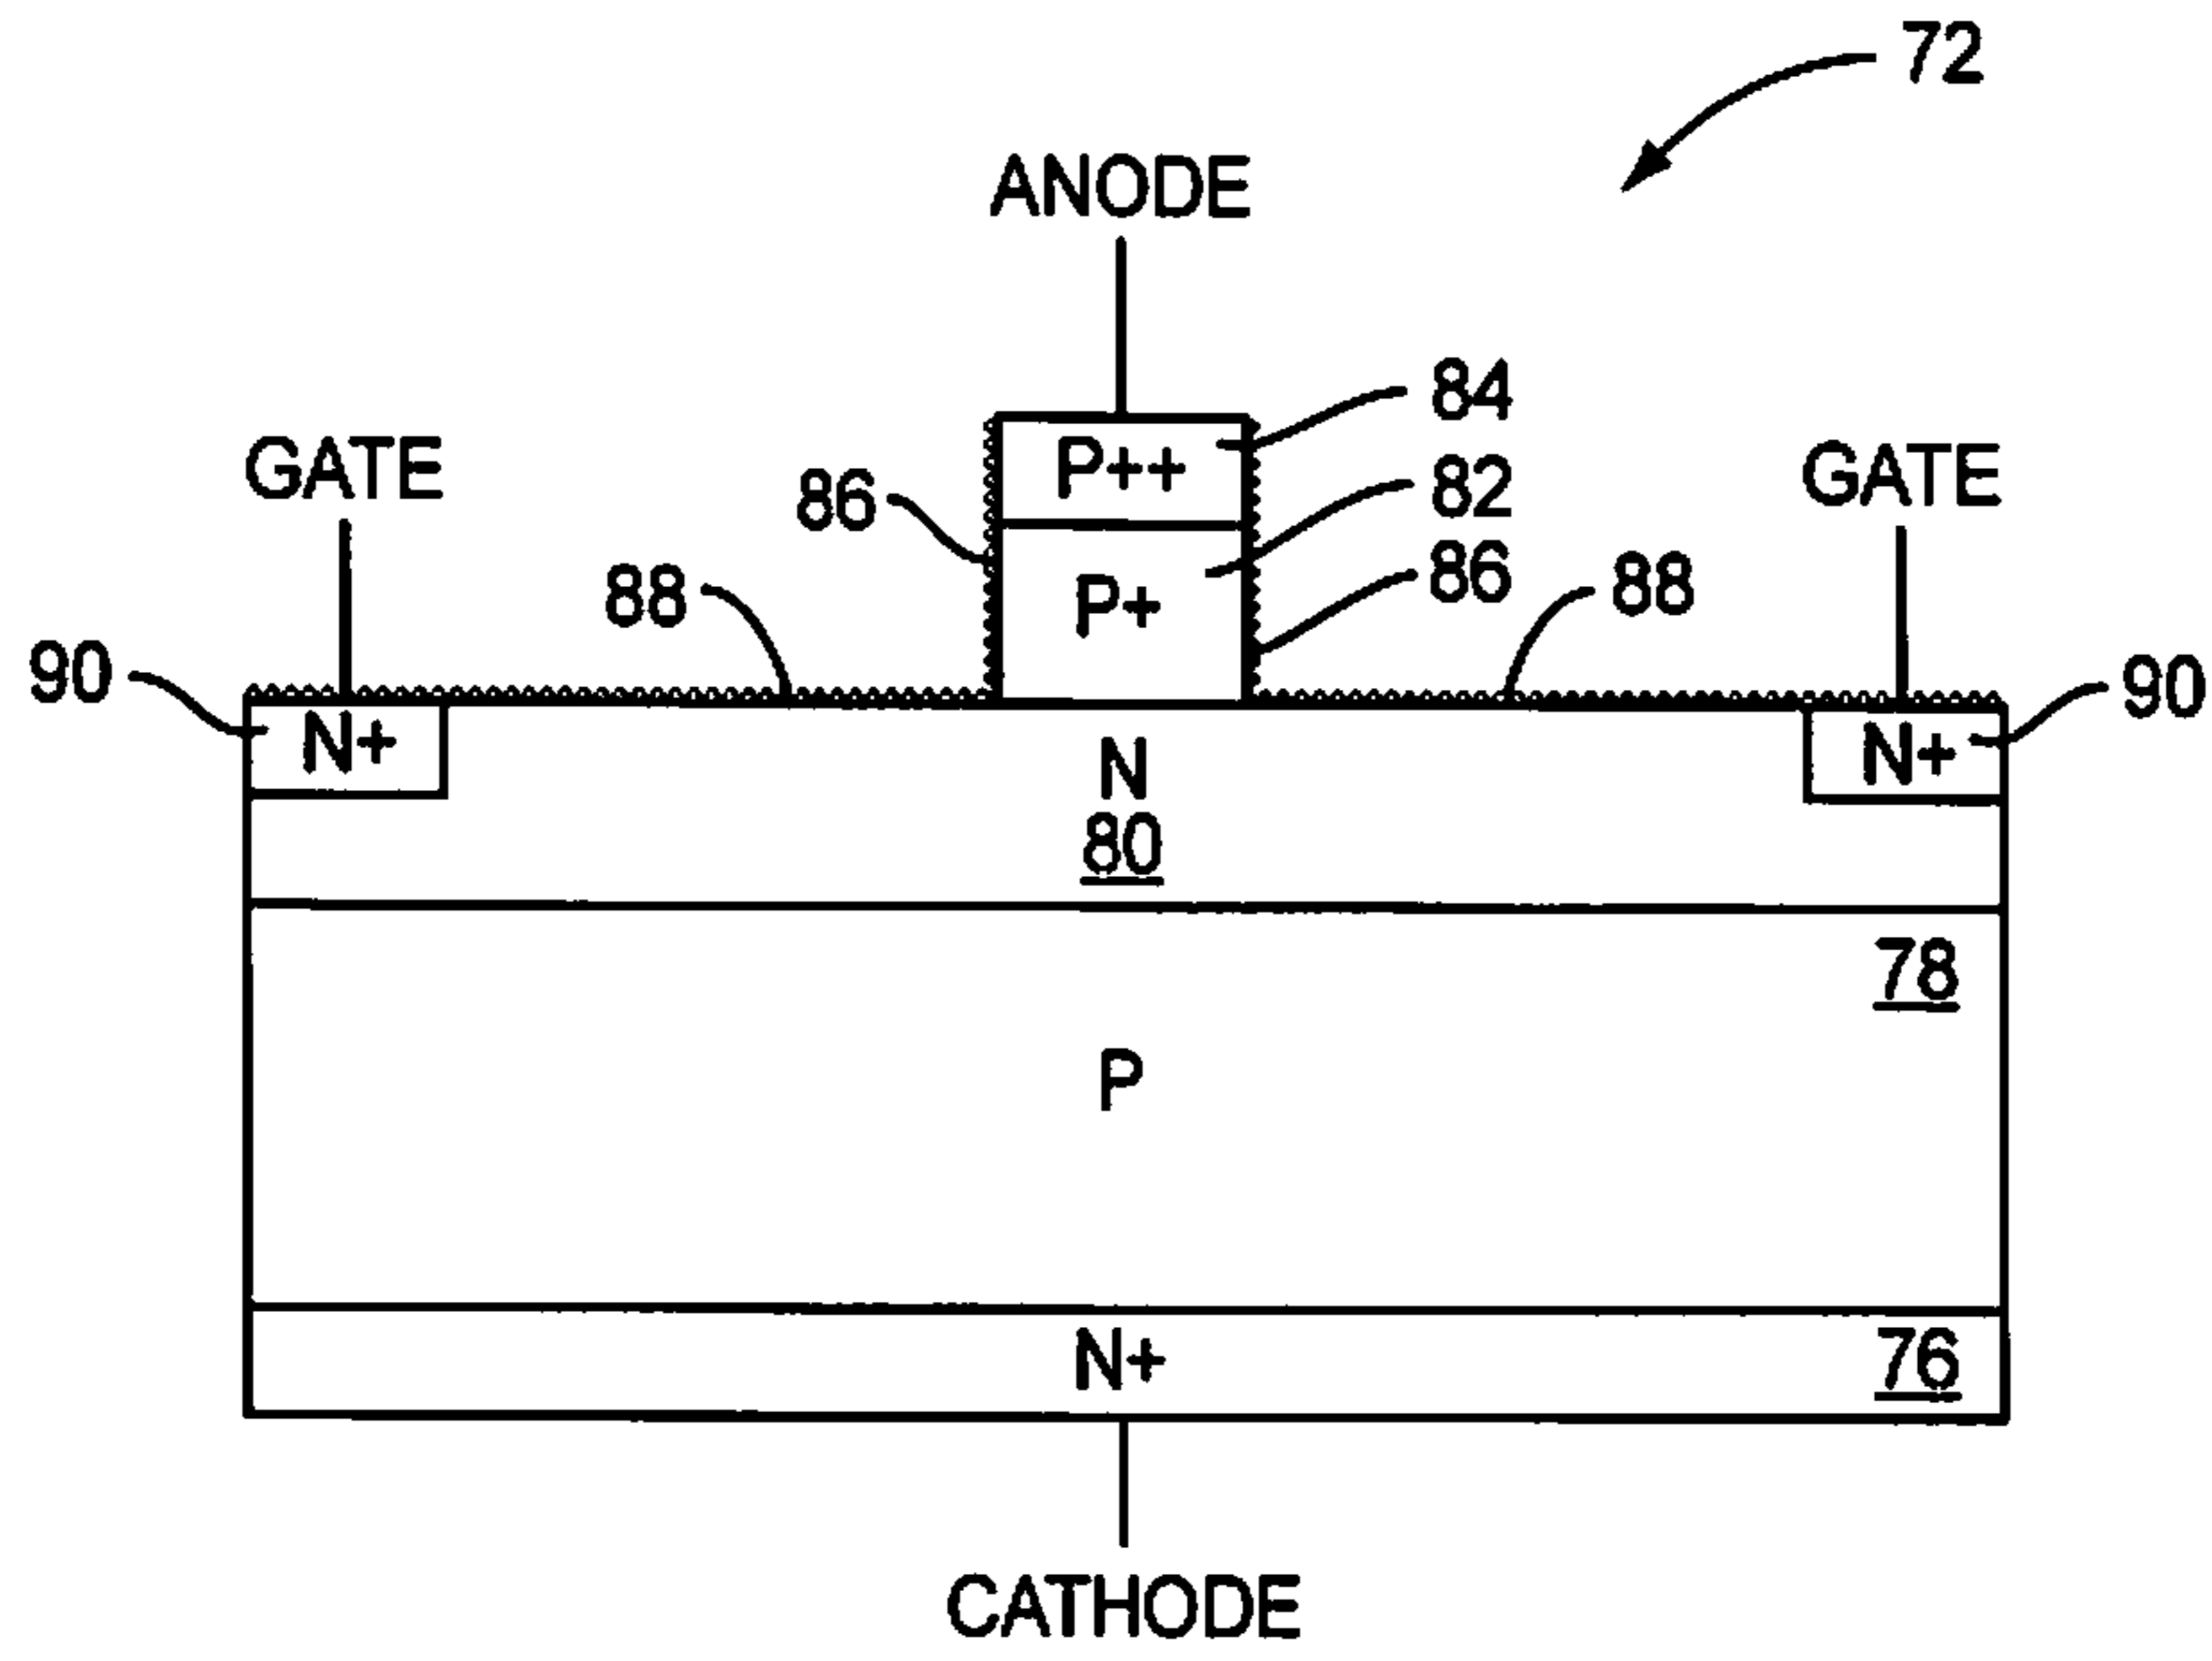 72
ANODE
84
GATE
P++
GATE
82
86
86
88
88
P+
90
90
N+
N
N+
80
78
P
N+
76
CATHODE